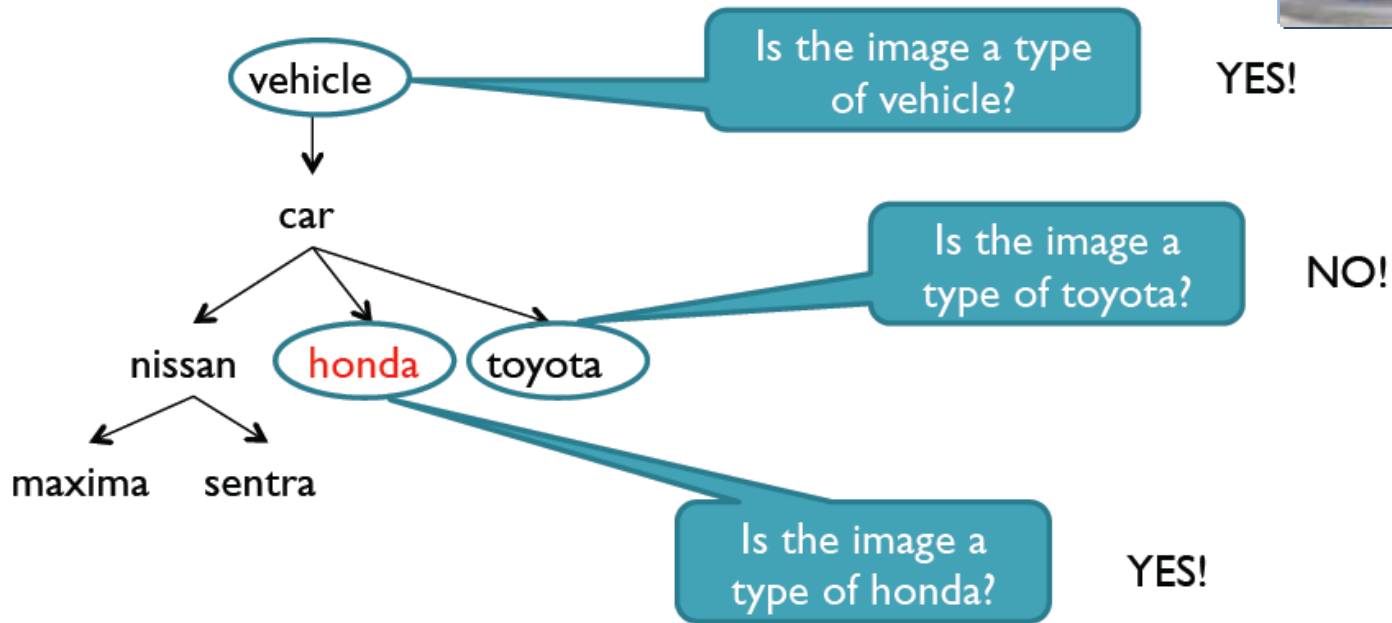 vehicle
Is the image a type
of vehicle?
YES!
car
Is the image a
type of toyota?
NO!
nissan
honda
toyota
maxima
sentra
Is the image a
type of honda?
YES!